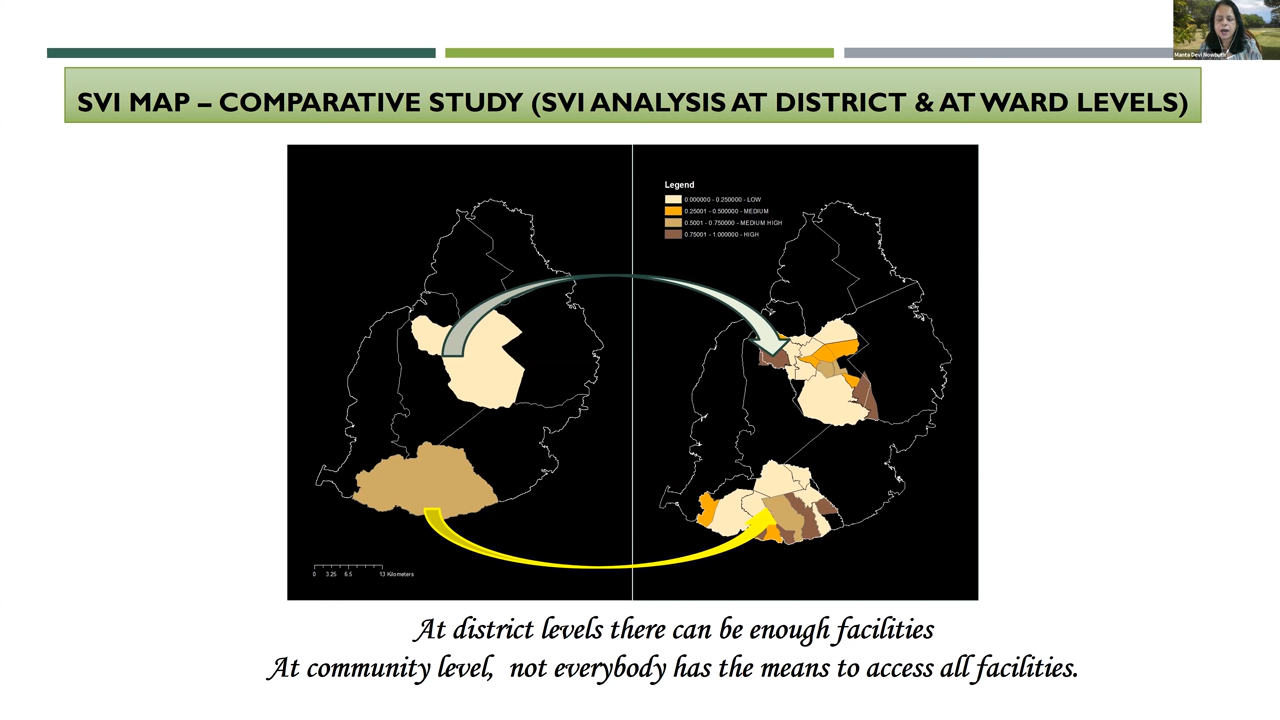 Manta Devi Nowbuth
SVI MAP – COMPARATIVE STUDY (SVI ANALYSIS AT DISTRICT & AT WARD LEVELS)
Legend
0.000000 - 0.250000 - LOW
0.25001 - 0.500000 - MEDIUM
0.5001 - 0.750000 - MEDIUM HIGH
0.75001 - 1.000000 - HIGH
0 3.25 6.5 13 Kilometers
At district levels there can be enough facilities
At community level, not everybody has the means to access all facilities.